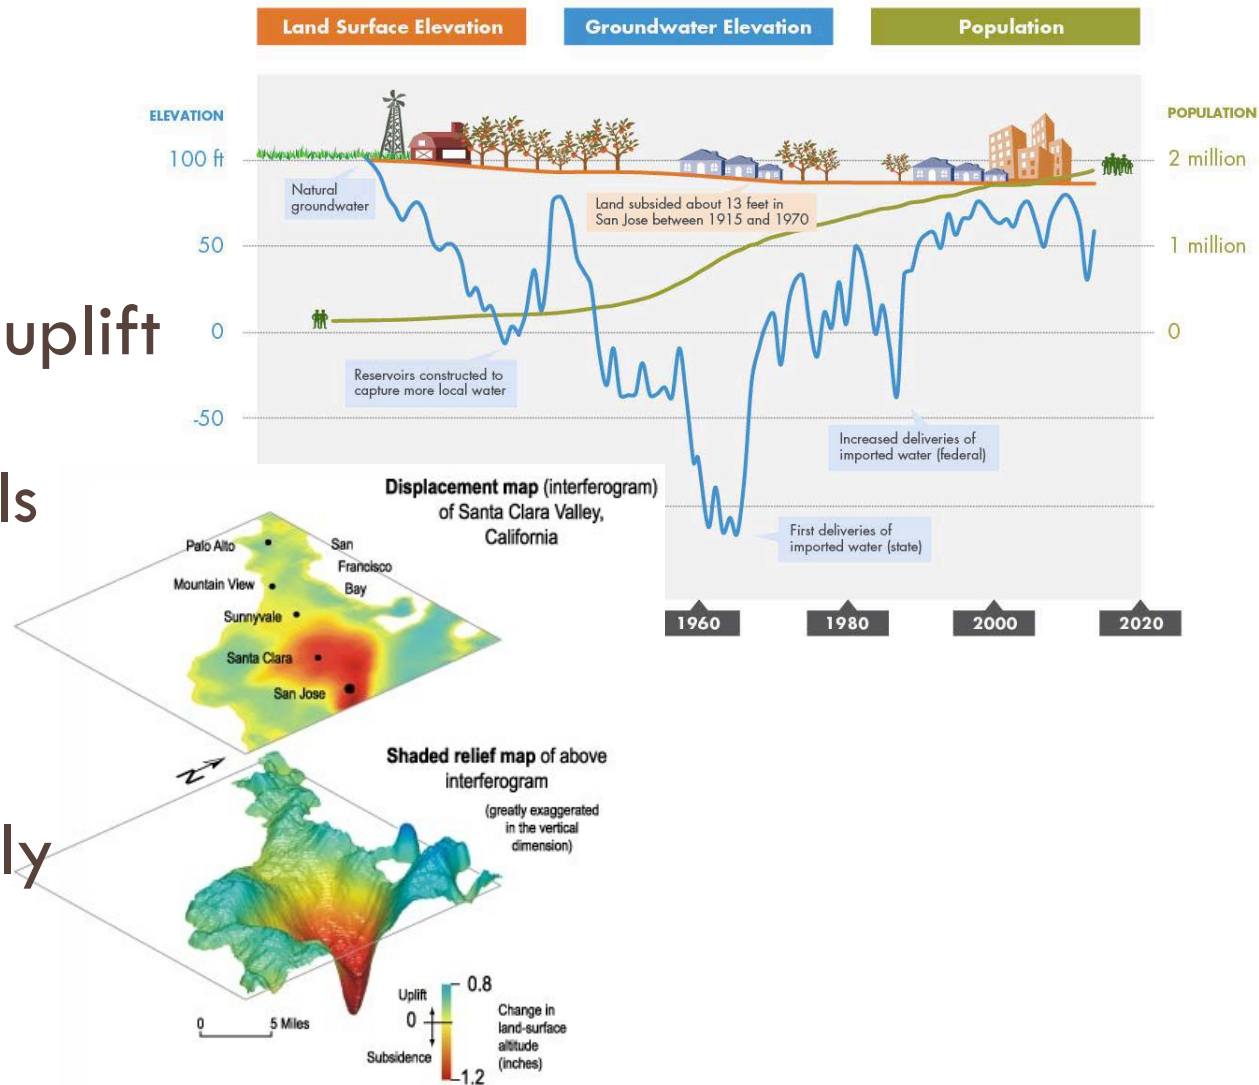 Land Surface Elevation
Groundwater Elevation
Population
ELEVATION
POPULATION
100 ft
2 million
Natural
groundwater
Land subsided about 13 feet in
San Jose between 1915 and 1970
50
1 million
uplift
0
0
Reservoirs constructed to
capture more local water
-50
Increased deliveries of
imported water (federal)
ls
First deliveries of
imported water (state)
1960
1980
2000
2020
Displacement map (interferogram)
of Santa Clara Valley,
California
Palo Alto
San
Francisco
Bay
Mountain View
Sunnyvale
Santa Clara
San Jose
N
Shaded relief map of above
interferogram
(greatly exaggerated
in the vertical
dimension)
ly
0
5 Miles
Uplift
0
Subsidence
0.8
-1.2
Change in
land-surface
altitude
(inches)